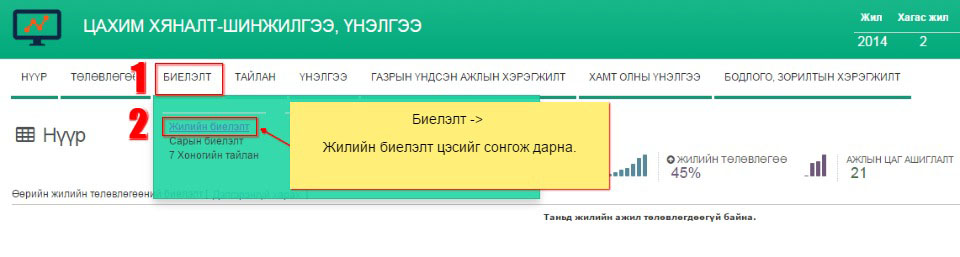 ЦАХИМ ХЯНАЛТ-ШИНЖИЛГЭЭ, ҮНЭЛГЭЭ
Жил Хагас жил
2014 2
НҮҮР ТӨЛӨВЛӨГӨӨ БИЕЛЭЛТ ТАЙЛАН ҮНЭЛГЭЭ ГАЗРЫН ҮНДСЭН АЖЛЫН ХЭРЭГЖИЛТ ХАМТ ОЛНЫ ҮНЭЛГЭЭ БОДЛОГО, ЗОРИЛТЫН ХЭРЭГЖИЛТ
1
2
Нүүр
Жилийн биелэлт
Сарын биелэлт
7 Хоногийн тайлан
Биелэлт ->
Жилийн биелэлт цэсийг сонгож дарна.
ЖИЛИЙН ТӨЛӨВЛӨГӨӨ
45%
АЖЛЫН ЦАГ АШИГЛАЛТ
21
Өөрийн жилийн төлөвлөгөөний биелэлт [ Дэлгэрэнгүй харах ]
Таньд жилийн ажил төлөвлөгдөөгүй байна.